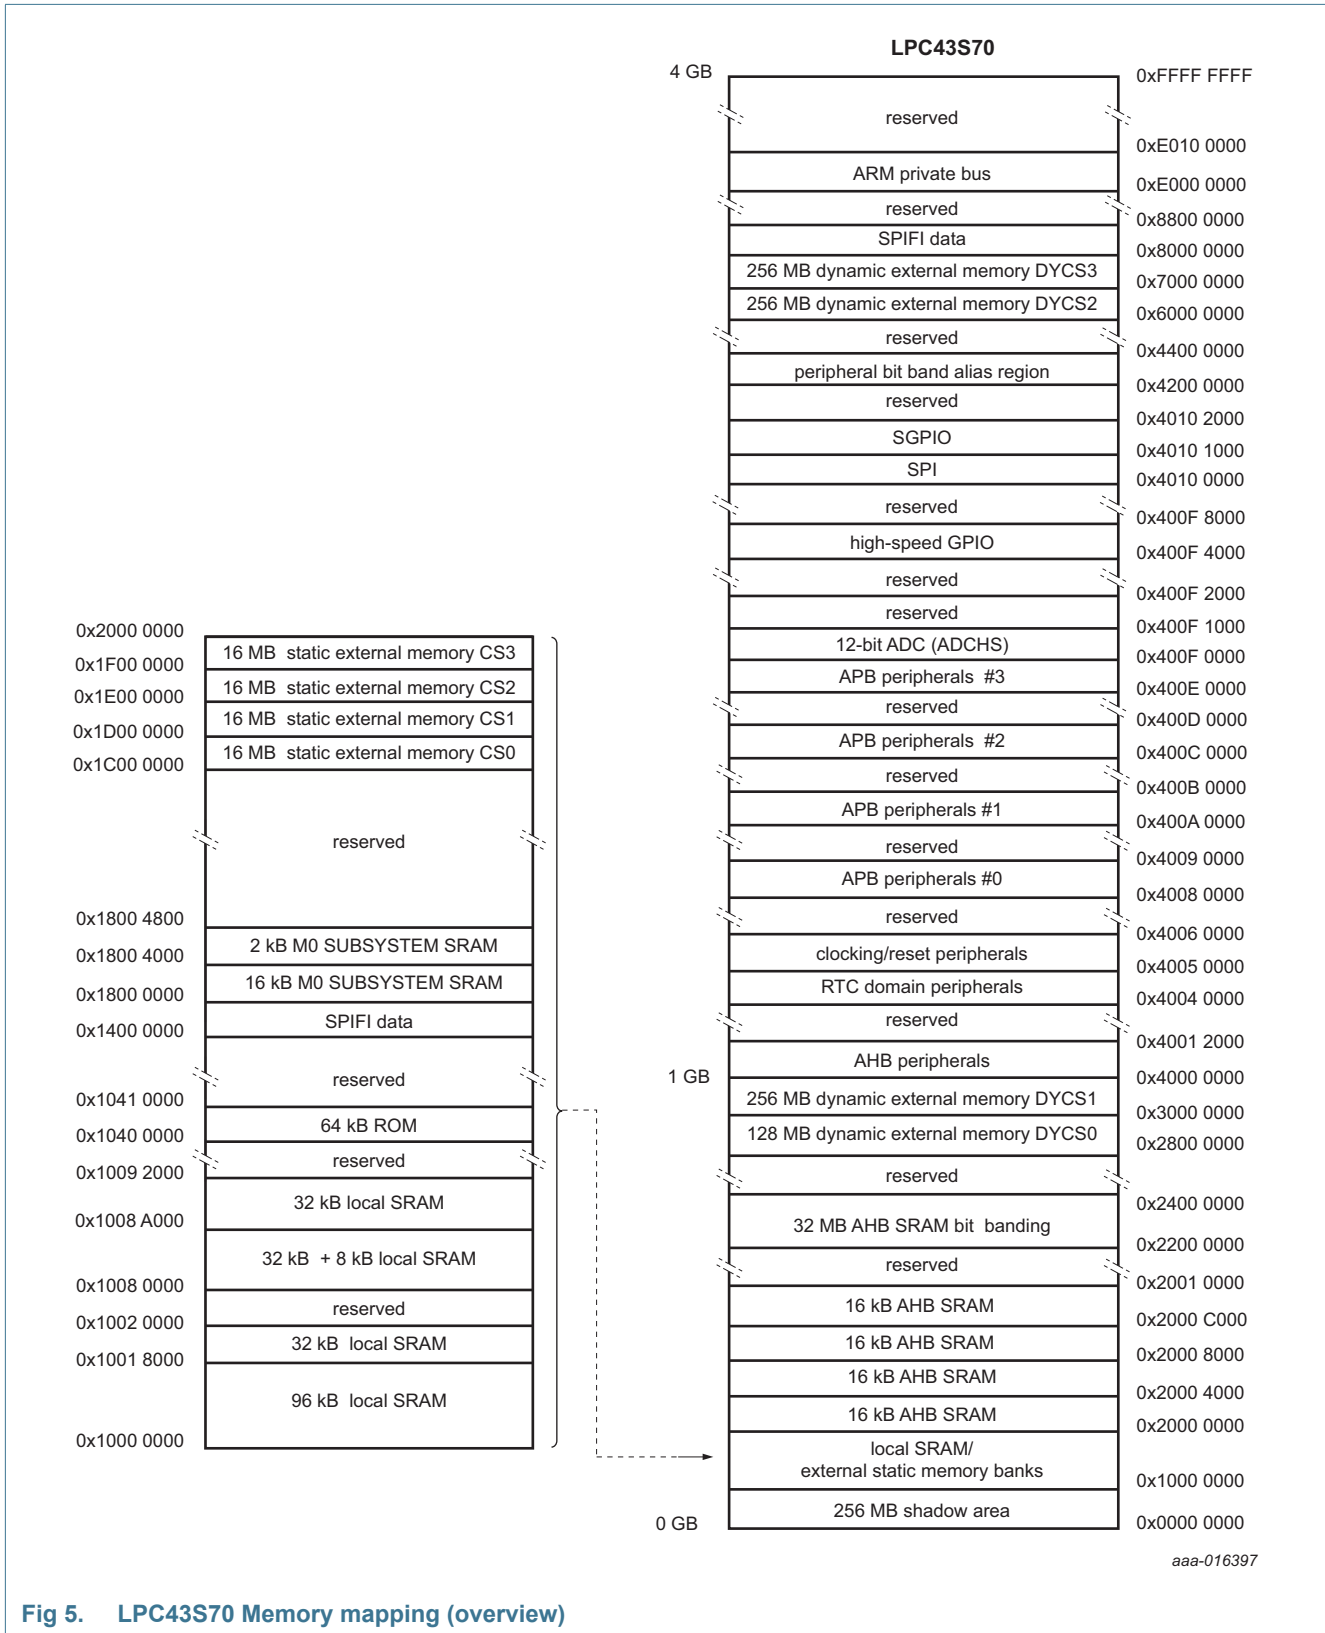 LPC43S70
4 GB
0xFFFF FFFF
reserved
0xE010 0000
ARM private bus
0xE000 0000
reserved
0x8800 0000
SPIFI data
0x8000 0000
256 MB dynamic external memory DYCS3
0x7000 0000
256 MB dynamic external memory DYCS2
0x6000 0000
reserved
0x4400 0000
peripheral bit band alias region
0x4200 0000
reserved
0x4010 2000
SGPIO
0x4010 1000
SPI
0x4010 0000
reserved
0x400F 8000
high-speed GPIO
0x400F 4000
reserved
0x400F 2000
reserved
0x400F 1000
12-bit ADC (ADCHS)
0x400F 0000
APB peripherals #3
0x400E 0000
reserved
0x400D 0000
APB peripherals #2
0x400C 0000
reserved
0x400B 0000
APB peripherals #1
0x400A 0000
reserved
0x4009 0000
APB peripherals #0
0x4008 0000
reserved
0x4006 0000
clocking/reset peripherals
0x4005 0000
RTC domain peripherals
0x4004 0000
reserved
0x4001 2000
AHB peripherals
1 GB
0x4000 0000
256 MB dynamic external memory DYCS1
0x3000 0000
128 MB dynamic external memory DYCS0
0x2800 0000
reserved
0x2400 0000
32 MB AHB SRAM bit banding
0x2200 0000
reserved
0x2001 0000
16 kB AHB SRAM
0x2000 C000
16 kB AHB SRAM
0x2000 8000
16 kB AHB SRAM
0x2000 4000
16 kB AHB SRAM
0x2000 0000
local SRAM/
external static memory banks
0x1000 0000
256 MB shadow area
0 GB
0x0000 0000
0x2000 0000
16 MB static external memory CS3
0x1F00 0000
16 MB static external memory CS2
0x1E00 0000
16 MB static external memory CS1
0x1D00 0000
16 MB static external memory CS0
0x1C00 0000
reserved
0x1800 4800
2 kB M0 SUBSYSTEM SRAM
0x1800 4000
16 kB M0 SUBSYSTEM SRAM
0x1800 0000
SPIFI data
0x1400 0000
reserved
0x1041 0000
64 kB ROM
0x1040 0000
reserved
0x1009 2000
32 kB local SRAM
0x1008 A000
32 kB + 8 kB local SRAM
0x1008 0000
reserved
0x1002 0000
32 kB local SRAM
0x1001 8000
96 kB local SRAM
0x1000 0000
aaa-016397
Fig 5. LPC43S70 Memory mapping (overview)